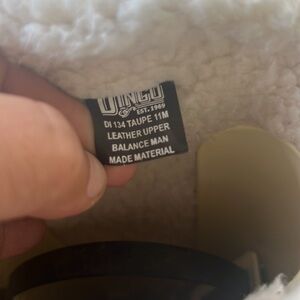 DINGO
EST. 1969
DI 134 TAUPE 11M
LEATHER UPPER
BALANCE MAN
MADE MATERIAL